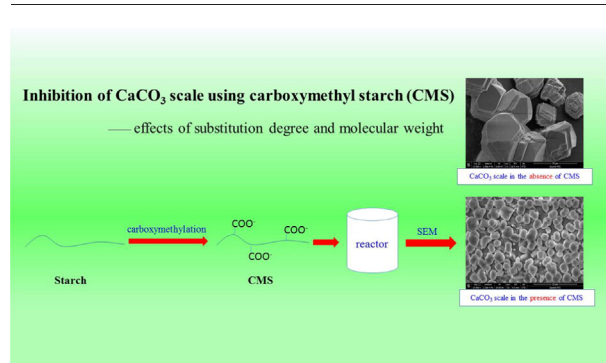 Inhibition of CaCO₃ scale using carboxymethyl starch (CMS)
—— effects of substitution degree and molecular weight
CaCO₃ scale in the absence of CMS
carboxymethylation
COO⁻
COO⁻
COO⁻
reactor
SEM
Starch
CMS
CaCO₃ scale in the presence of CMS